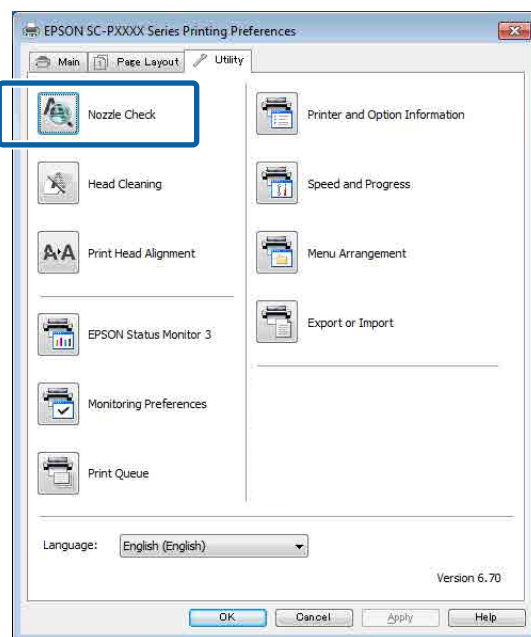 EPSON SC-PXXXX Series Printing Preferences
Main Page Layout Utility
Nozzle Check
Head Cleaning
A A Print Head Alignment
EPSON Status Monitor 3
Monitoring Preferences
Print Queue
Printer and Option Information
Speed and Progress
Menu Arrangement
Export or Import
Language: English (English)
Version 6.70
OK Cancel Apply Help